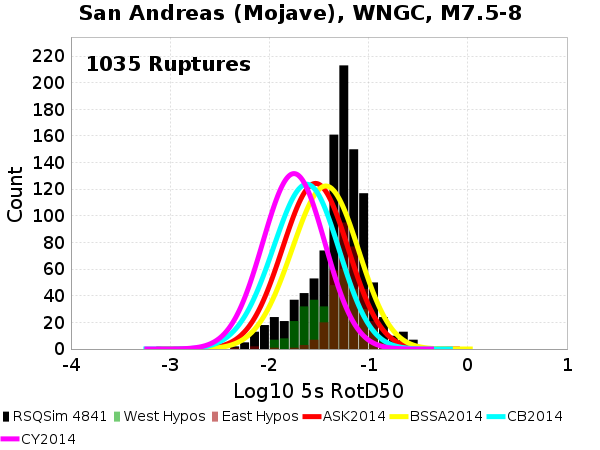 San Andreas (Mojave), WNGC, M7.5-8
1035 Ruptures
Count
220
200
180
160
140
120
100
80
60
40
20
0
-4 -3 -2 -1 0 1
Log10 5s RotD50
RSQSim 4841 West Hypos East Hypos ASK2014 BSSA2014 CB2014
CY2014